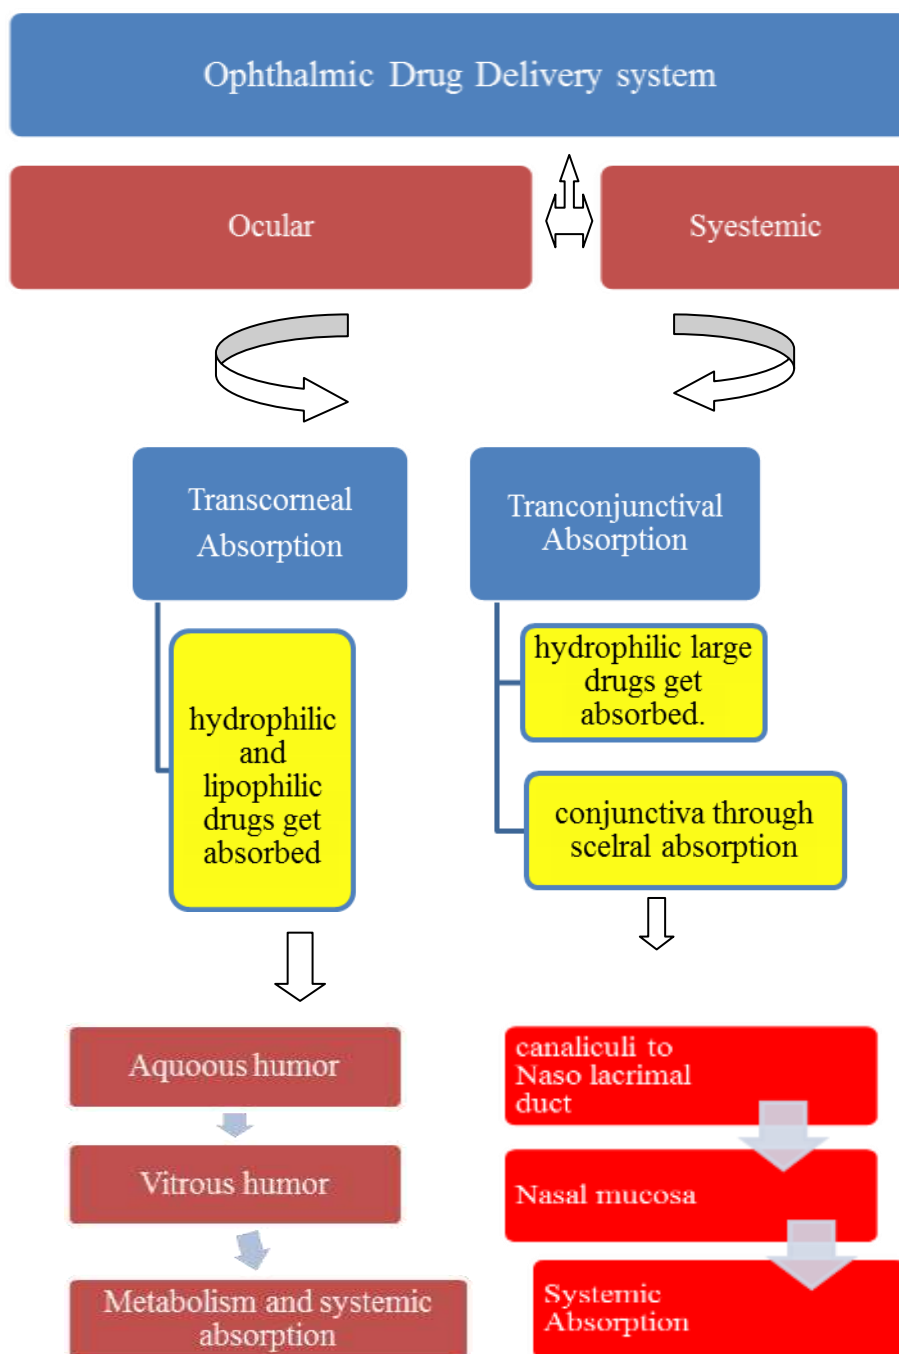 Ophthalmic Drug Delivery system
Ocular
Syestemic
Transcorneal
Absorption
Tranconjunctival
Absorption
hydrophilic
and
lipophilic
drugs get
absorbed
hydrophilic large
drugs get
absorbed.
conjunctiva through
scelral absorption
Aquoous humor
Vitrous humor
Metabolism and systemic
absorption
canaliculi to
Naso lacrimal
duct
Nasal mucosa
Systemic
Absorption